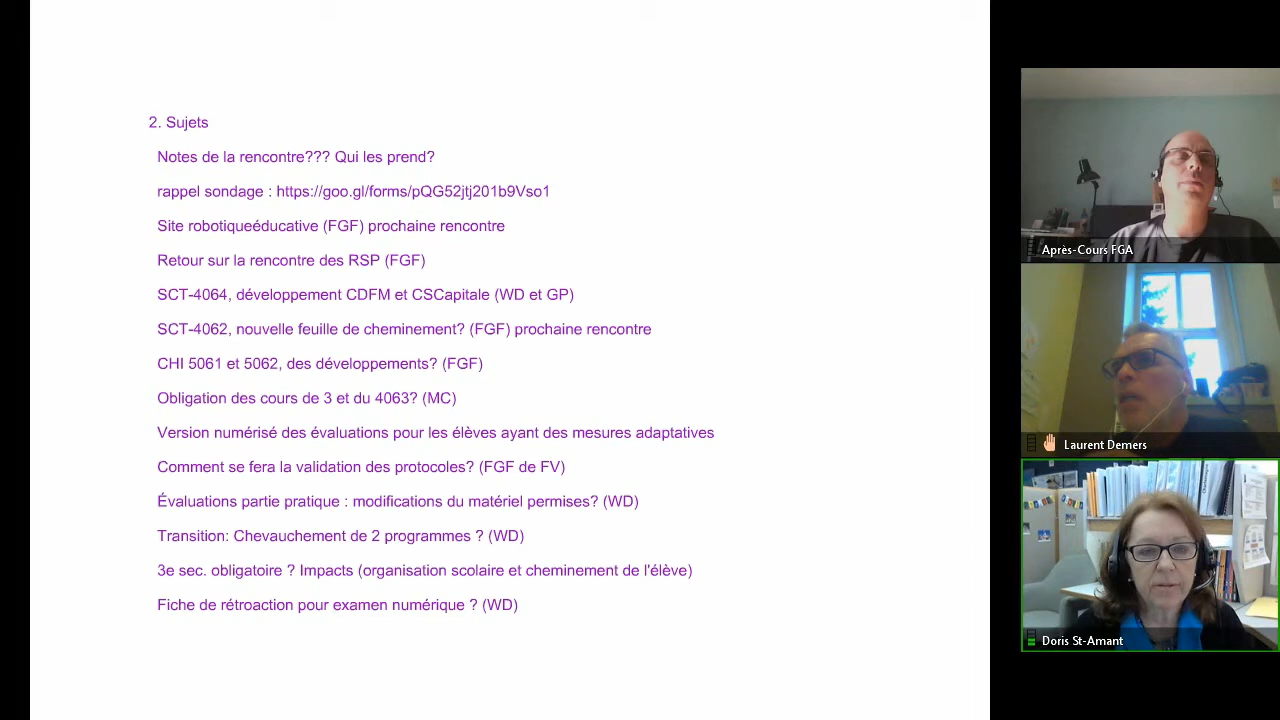 2. Sujets
Notes de la rencontre??? Qui les prend?
rappel sondage : https://goo.gl/forms/pQG52jtj201b9Vso1
Site robotiqueéducative (FGF) prochaine rencontre
Retour sur la rencontre des RSP (FGF)
SCT-4064, développement CDFM et CSCapitale (WD et GP)
SCT-4062, nouvelle feuille de cheminement? (FGF) prochaine rencontre
CHI 5061 et 5062, des développements? (FGF)
Obligation des cours de 3 et du 4063? (MC)
Version numérisé des évaluations pour les élèves ayant des mesures adaptatives
Comment se fera la validation des protocoles? (FGF de FV)
Évaluations partie pratique : modifications du matériel permises? (WD)
Transition: Chevauchement de 2 programmes ? (WD)
3e sec. obligatoire ? Impacts (organisation scolaire et cheminement de l'élève)
Fiche de rétroaction pour examen numérique ? (WD)
Après-Cours FGA
Laurent Demers
Doris St-Amant